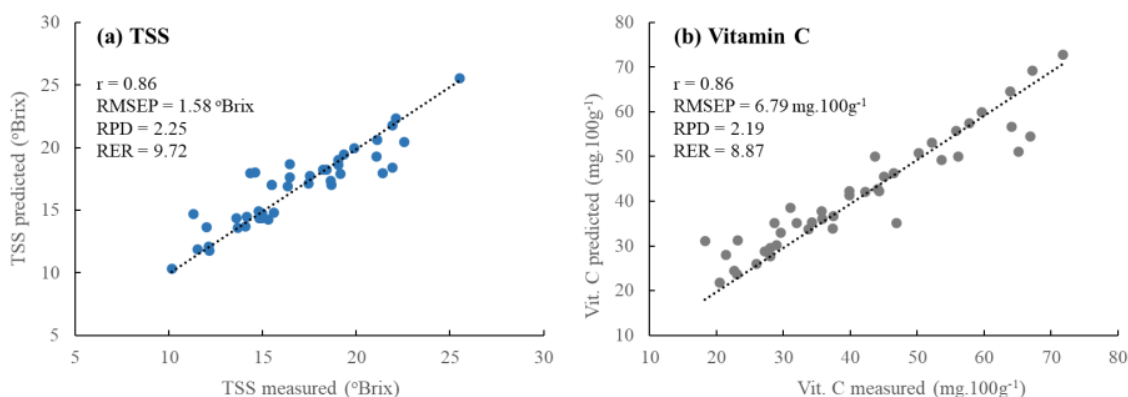 (a) TSS
r = 0.86
RMSEP = 1.58 ºBrix
RPD = 2.25
RER = 9.72
TSS predicted (ºBrix)
30
25
20
15
10
5
5 10 15 20 25 30
TSS measured (ºBrix)
(b) Vitamin C
r = 0.86
RMSEP = 6.79 mg.100g⁻¹
RPD = 2.19
RER = 8.87
Vit. C predicted (mg.100g⁻¹)
80
70
60
50
40
30
20
10
10 20 30 40 50 60 70 80
Vit. C measured (mg.100g⁻¹)